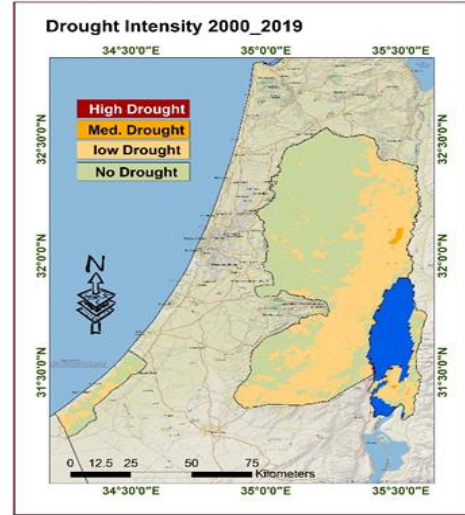 Drought Intensity 2000_2019
34°30'0"E 35°0'0"E 35°30'0"E
High Drought
Med. Drought
low Drought
No Drought
32°30'0"N 32°30'0"N
32°0'0"N 32°0'0"N
N
31°30'0"N 31°30'0"N
0 12.5 25 50 75
Kilometers
34°30'0"E 35°0'0"E 35°30'0"E